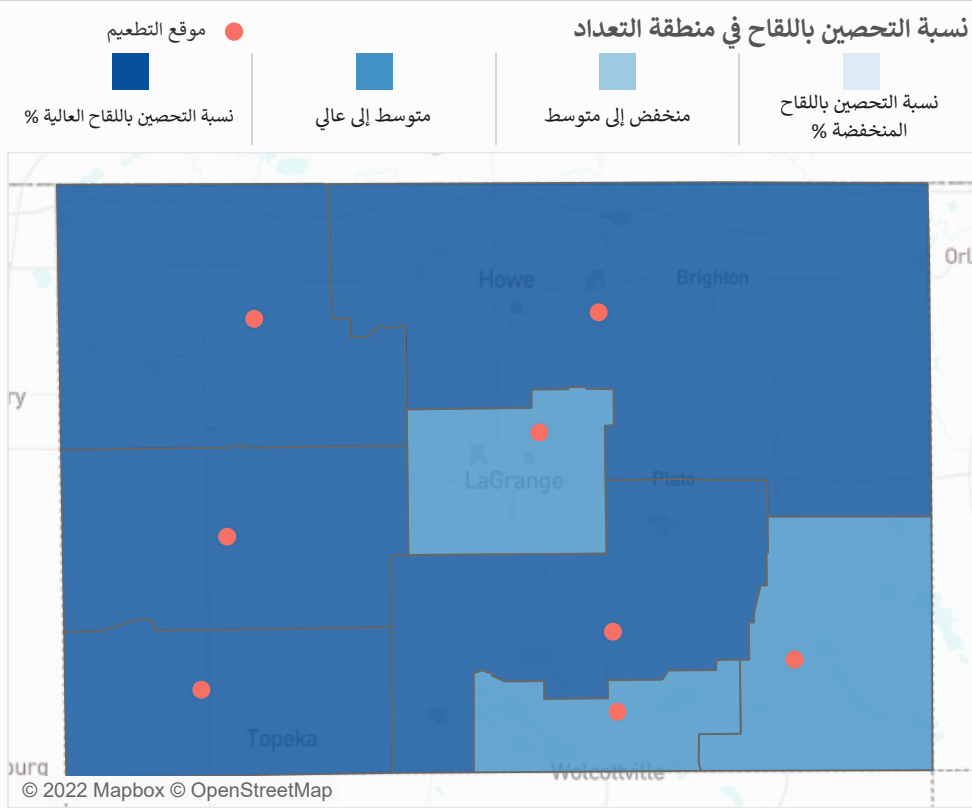 نسبة التحصين باللقاح في منطقة التعداد
موقع التطعيم
نسبة التحصين باللقاح
المنخفضة %
منخفض إلى متوسط
متوسط إلى عالي
نسبة التحصين باللقاح العالية %
Orl
Howe
Brighton
ry
LaGrange
Plato
Topeka
Wolcottville
burg
© 2022 Mapbox © OpenStreetMap